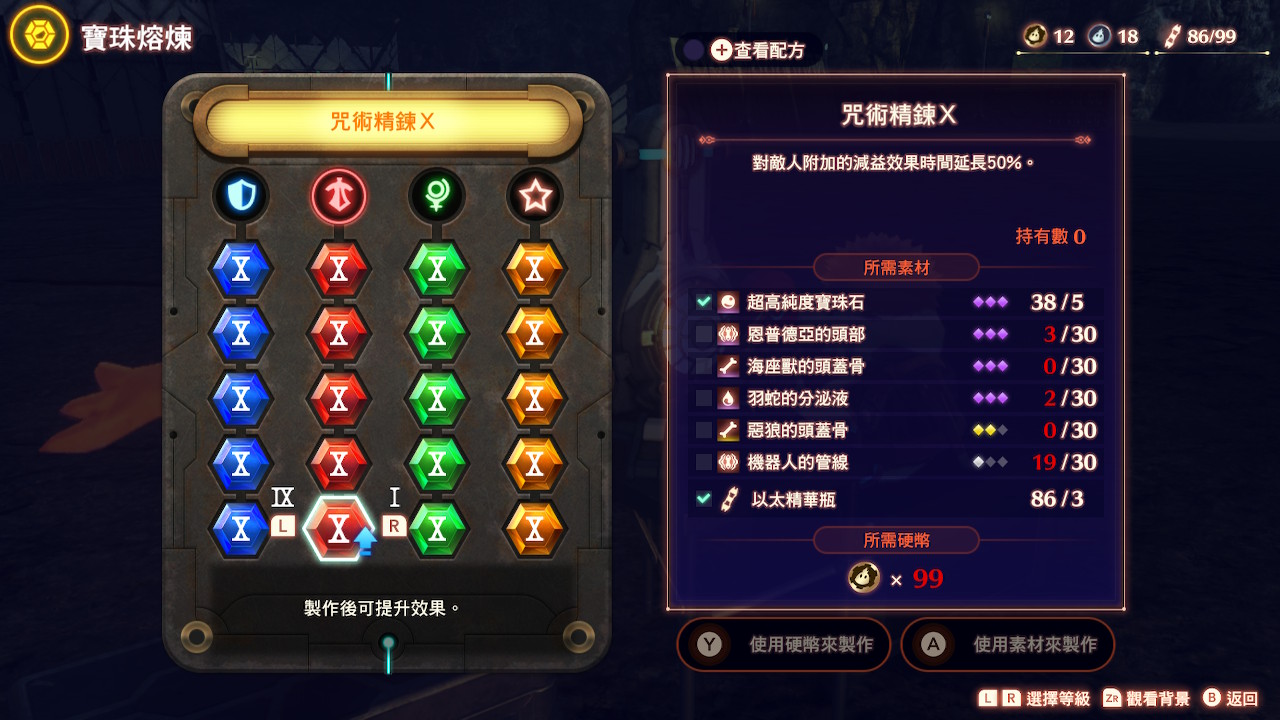 寶珠熔煉
12 18 86/99
+查看配方
咒術精鍊X
咒術精鍊X
對敵人附加的減益效果時間延長50%。
持有數 0
所需素材
超高純度寶珠石 38/5
恩普德亞的頭部 3/30
海座獸的頭蓋骨 0/30
羽蛇的分泌液 2/30
惡狼的頭蓋骨 0/30
機器人的管線 19/30
以太精華瓶 86/3
所需硬幣
× 99
X X X X
X X X X
X X X X
X X X X
IX I
X L X R X X
製作後可提升效果。
Y 使用硬幣來製作 A 使用素材來製作
L R 選擇等級 ZR 觀看背景 B 返回